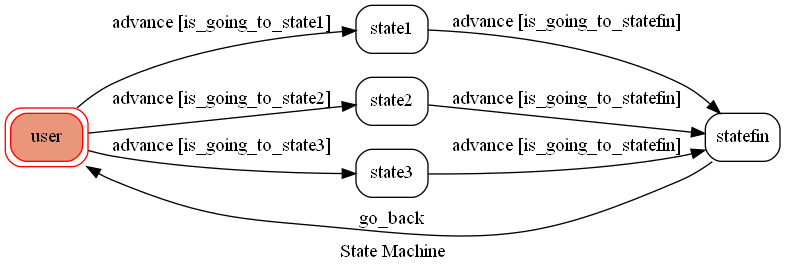 advance [is_going_to_state1]
state1
advance [is_going_to_statefin]
advance [is_going_to_state2]
state2
advance [is_going_to_statefin]
user
statefin
advance [is_going_to_state3]
state3
advance [is_going_to_statefin]
go_back
State Machine